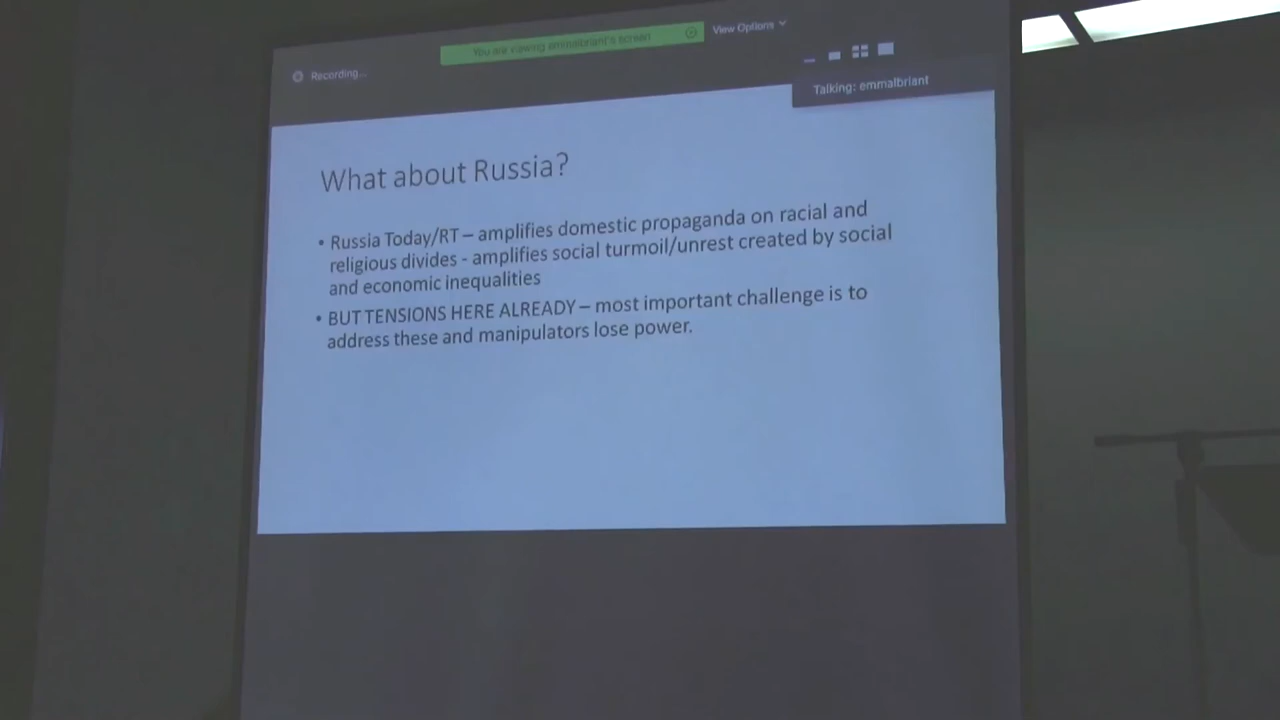 You are viewing emmalbriant's screen
View Options
Recording...
Talking: emmalbriant
What about Russia?
• Russia Today/RT – amplifies domestic propaganda on racial and
religious divides - amplifies social turmoil/unrest created by social
and economic inequalities
• BUT TENSIONS HERE ALREADY – most important challenge is to
address these and manipulators lose power.